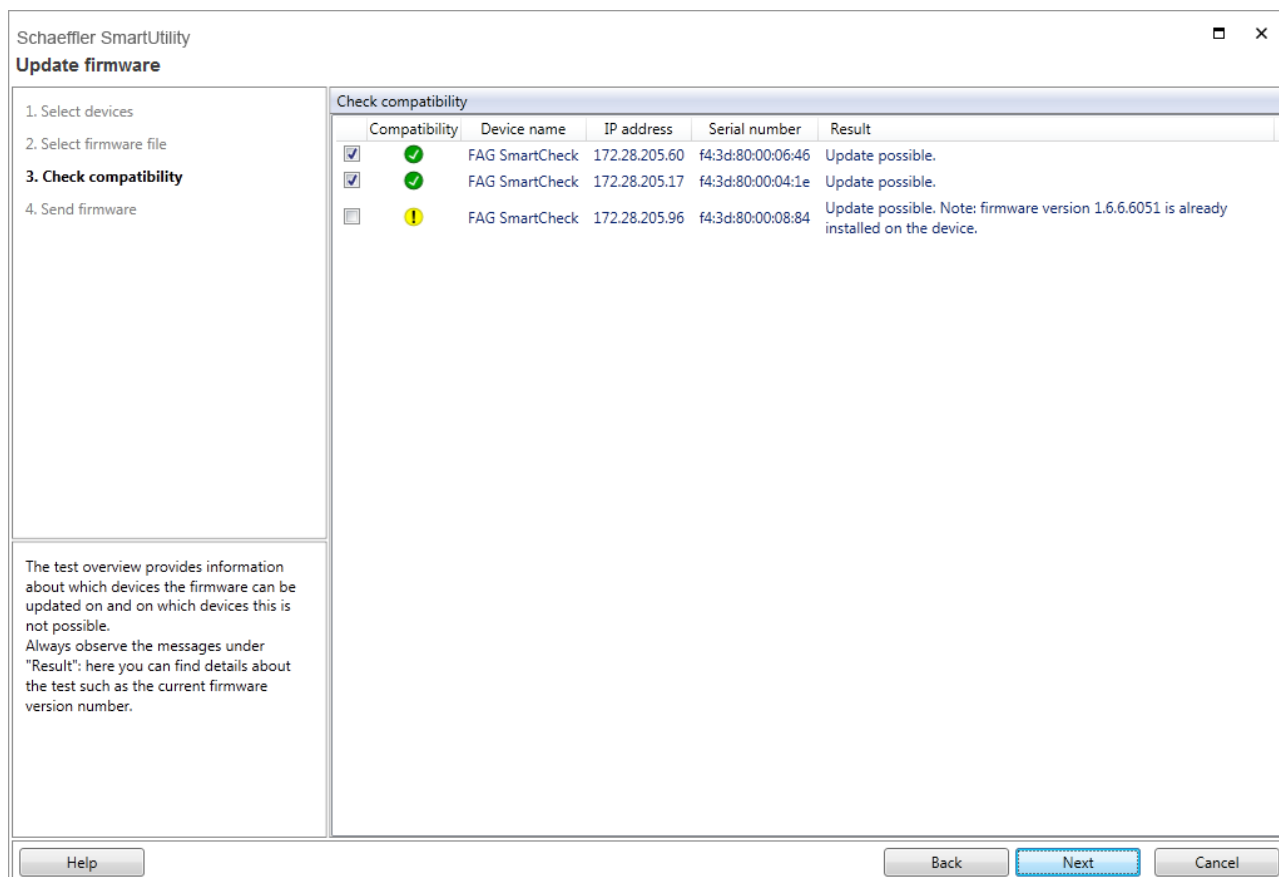 Schaeffler SmartUtility
Update firmware
1. Select devices
2. Select firmware file
3. Check compatibility
4. Send firmware
The test overview provides information
about which devices the firmware can be
updated on and on which devices this is
not possible.
Always observe the messages under
"Result": here you can find details about
the test such as the current firmware
version number.
Check compatibility
Compatibility Device name IP address Serial number Result
FAG SmartCheck 172.28.205.60 f4:3d:80:00:06:46 Update possible.
FAG SmartCheck 172.28.205.17 f4:3d:80:00:04:1e Update possible.
FAG SmartCheck 172.28.205.96 f4:3d:80:00:08:84 Update possible. Note: firmware version 1.6.6.6051 is already
installed on the device.
Help Back Next Cancel